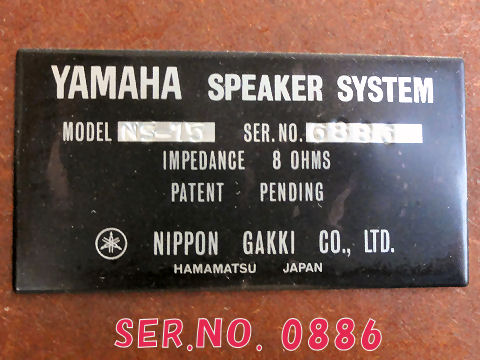 YAMAHA SPEAKER SYSTEM
MODEL NS-15 SER.NO. 6886
IMPEDANCE 8 OHMS
PATENT PENDING
NIPPON GAKKI CO., LTD.
HAMAMATSU JAPAN
SER.NO. 0886